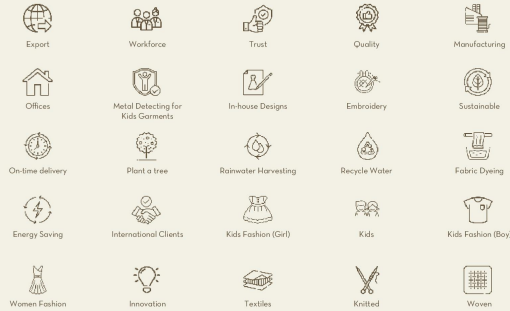 Export
Workforce
Trust
Quality
Manufacturing
Offices
Metal Detecting for
Kids Garments
In-house Designs
Embroidery
Sustainable
On-time delivery
Plant a tree
Rainwater Harvesting
Recycle Water
Fabric Dyeing
Energy Saving
International Clients
Kids Fashion (Girl)
Kids
Kids Fashion (Boy
Women Fashion
Innovation
Textiles
Knitted
Woven